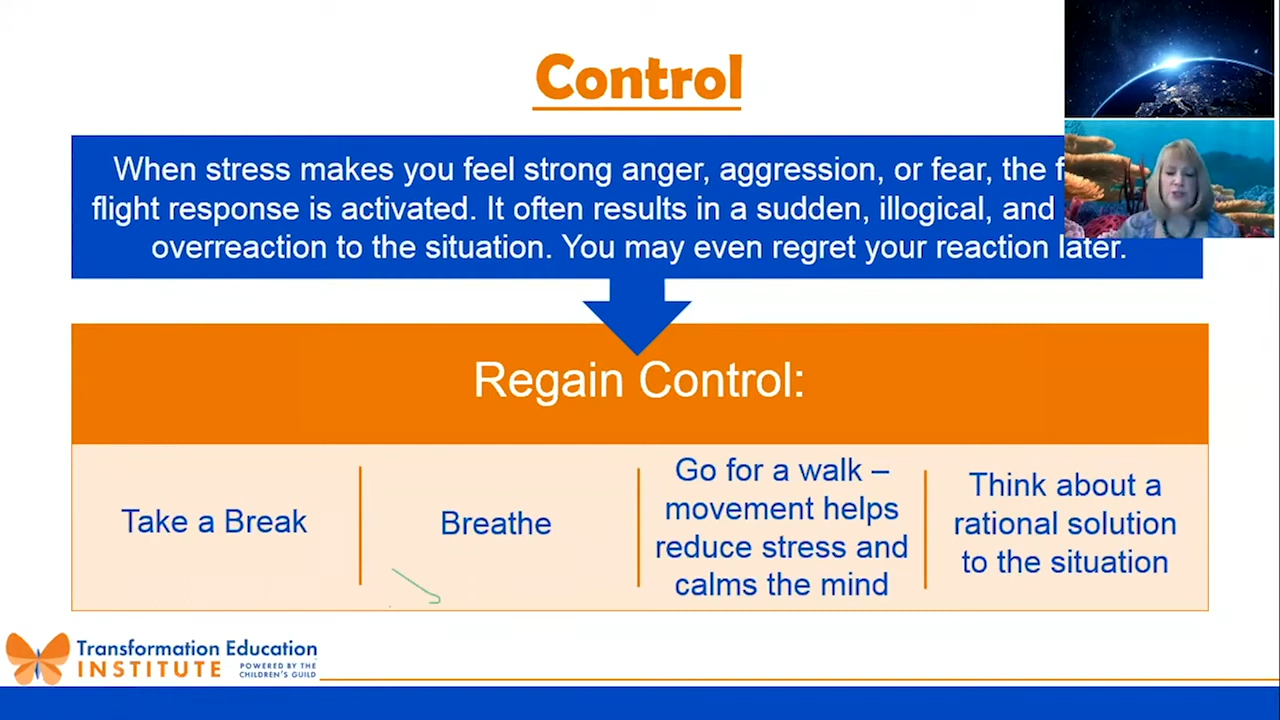 Control
When stress makes you feel strong anger, aggression, or fear, the
flight response is activated. It often results in a sudden, illogical, and
overreaction to the situation. You may even regret your reaction later.
Regain Control:
Take a Break
Breathe
Go for a walk –
movement helps
reduce stress and
calms the mind
Think about a
rational solution
to the situation
Transformation Education
INSTITUTE
POWERED BY THE
CHILDREN'S GUILD